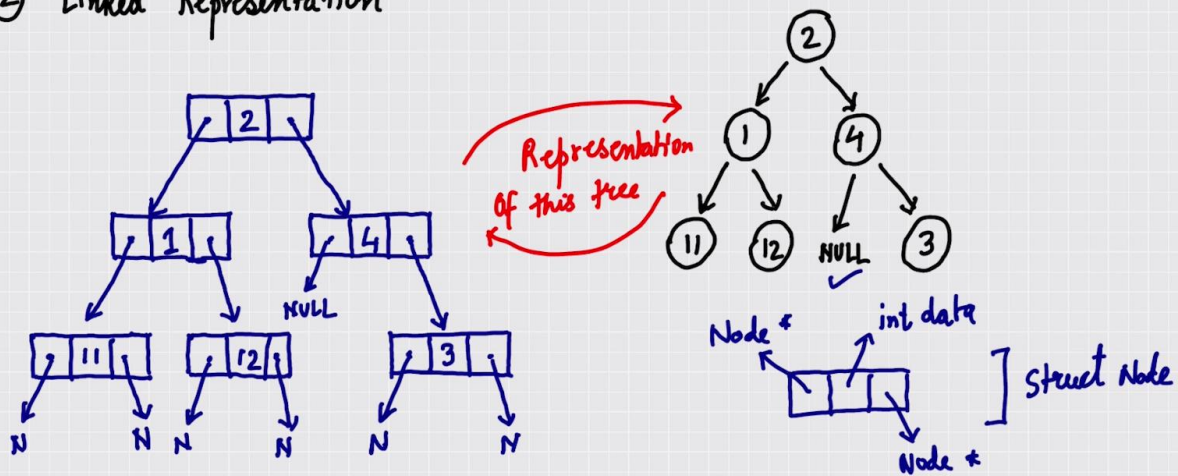 Linked Representation
2
1 4
NULL
11 12 3
N N N N N N
Representation
Of this tree
2
1 4
11 12 NULL 3
Node * int data
Struct Node
Node *